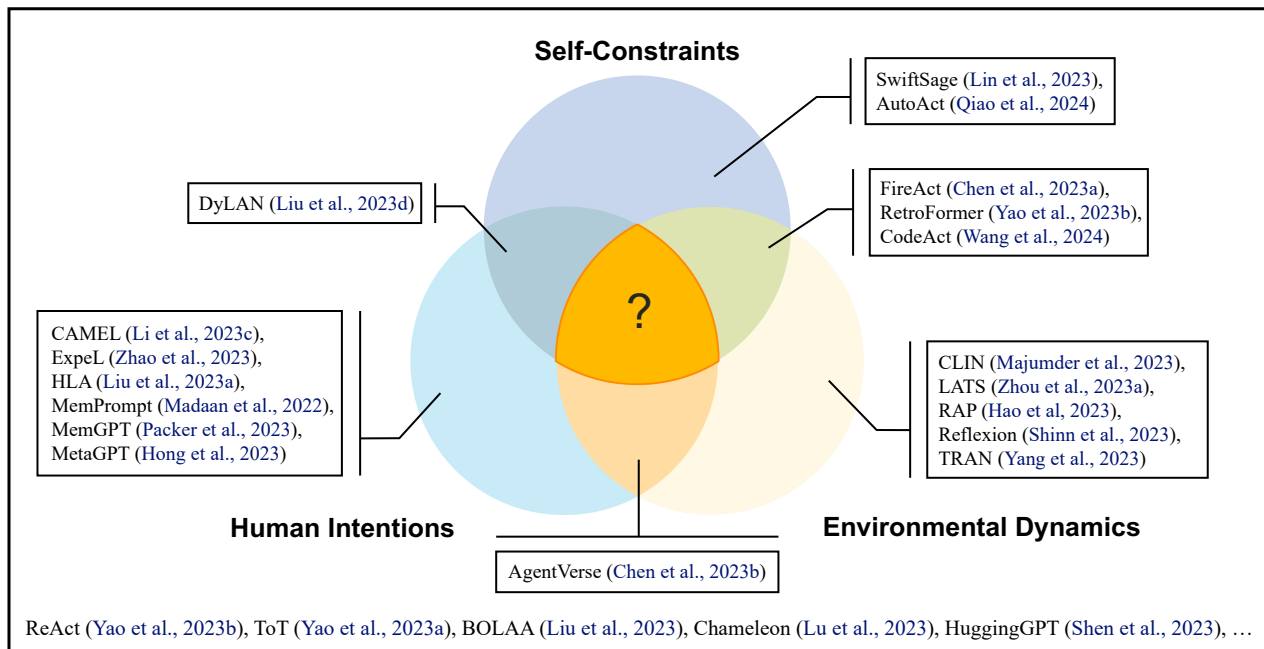 Self-Constraints
SwiftSage (Lin et al., 2023),
AutoAct (Qiao et al., 2024)
DyLAN (Liu et al., 2023d)
FireAct (Chen et al., 2023a),
RetroFormer (Yao et al., 2023b),
CodeAct (Wang et al., 2024)
?
CAMEL (Li et al., 2023c),
ExpeL (Zhao et al., 2023),
HLA (Liu et al., 2023a),
MemPrompt (Madaan et al., 2022),
MemGPT (Packer et al., 2023),
MetaGPT (Hong et al., 2023)
CLIN (Majumder et al., 2023),
LATS (Zhou et al., 2023a),
RAP (Hao et al, 2023),
Reflexion (Shinn et al., 2023),
TRAN (Yang et al., 2023)
Human Intentions
Environmental Dynamics
AgentVerse (Chen et al., 2023b)
ReAct (Yao et al., 2023b), ToT (Yao et al., 2023a), BOLAA (Liu et al., 2023), Chameleon (Lu et al., 2023), HuggingGPT (Shen et al., 2023), …